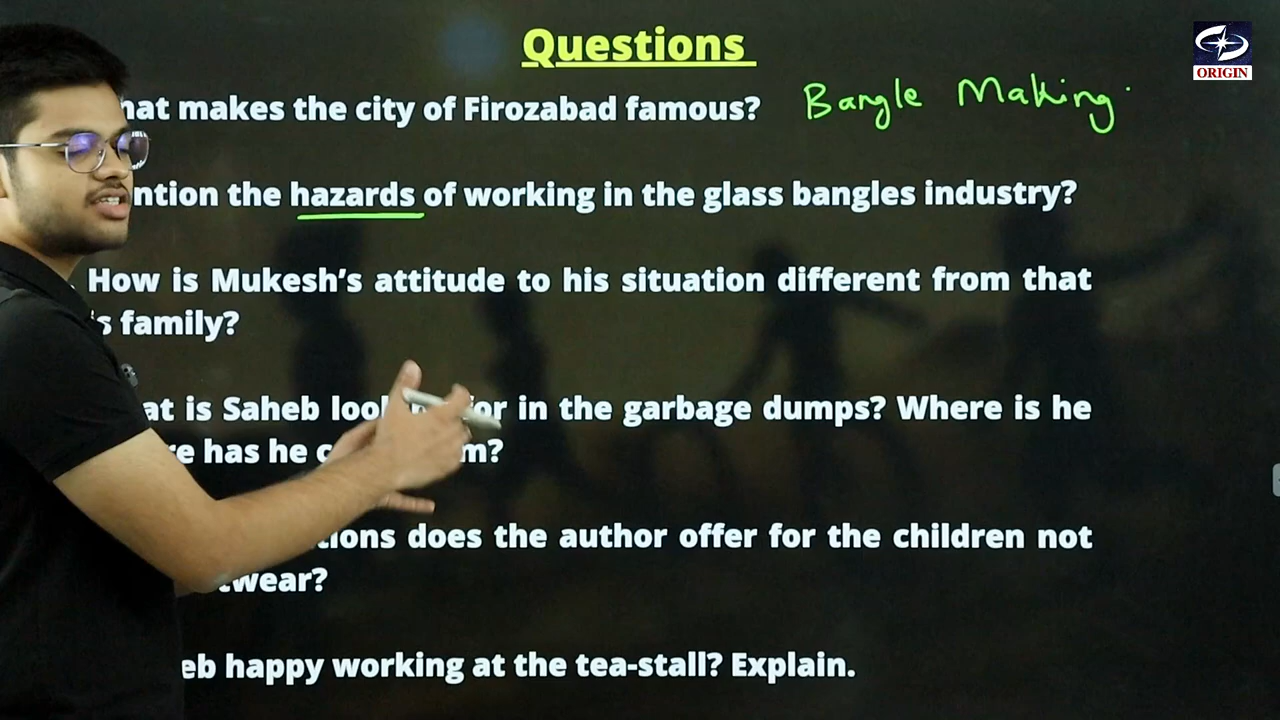 Questions
ORIGIN
hat makes the city of Firozabad famous? Bangle Making.
ntion the hazards of working in the glass bangles industry?
How is Mukesh's attitude to his situation different from that
's family?
at is Saheb loo for in the garbage dumps? Where is he
re has he c m?
tions does the author offer for the children not
twear?
eb happy working at the tea-stall? Explain.